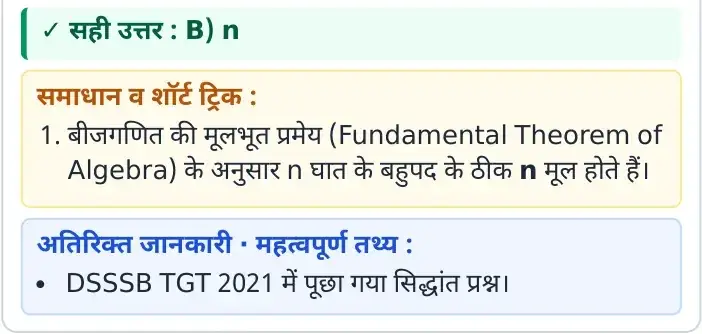 ✓ सही उत्तर : B) n
समाधान व शॉर्ट ट्रिक :
1. बीजगणित की मूलभूत प्रमेय (Fundamental Theorem of
Algebra) के अनुसार n घात के बहुपद के ठीक n मूल होते हैं।
अतिरिक्त जानकारी · महत्वपूर्ण तथ्य :
• DSSSB TGT 2021 में पूछा गया सिद्धांत प्रश्न।